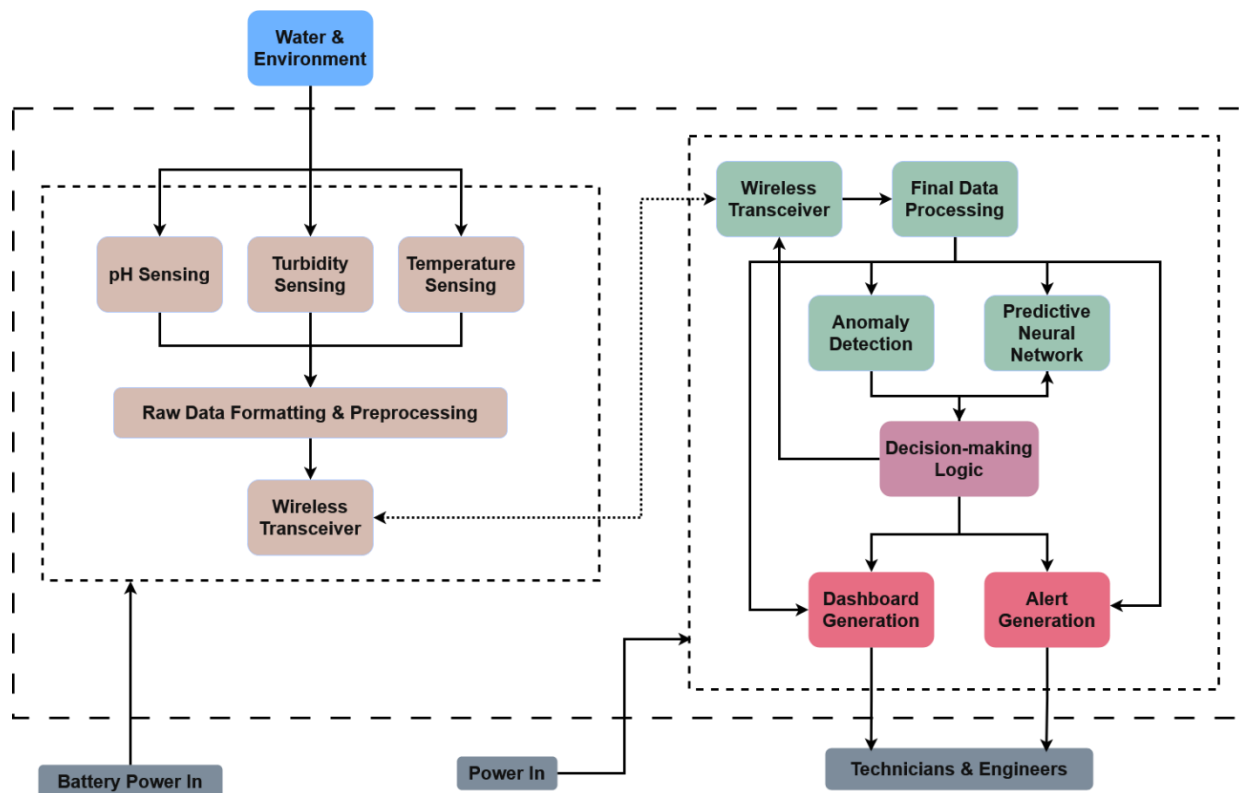 Water &
Environment
pH Sensing
Turbidity
Sensing
Temperature
Sensing
Raw Data Formatting & Preprocessing
Wireless
Transceiver
Battery Power In
Power In
Wireless
Transceiver
Final Data
Processing
Anomaly
Detection
Predictive
Neural
Network
Decision-making
Logic
Dashboard
Generation
Alert
Generation
Technicians & Engineers